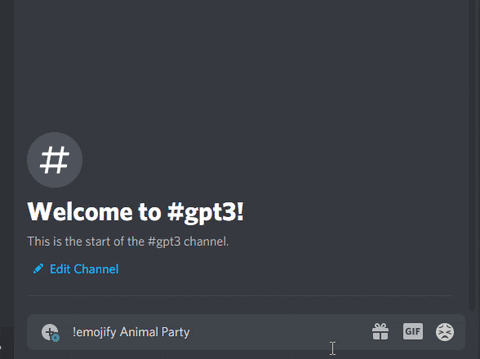 #
Welcome to #gpt3!
This is the start of the #gpt3 channel.
Edit Channel
!emojify Animal Party
GIF